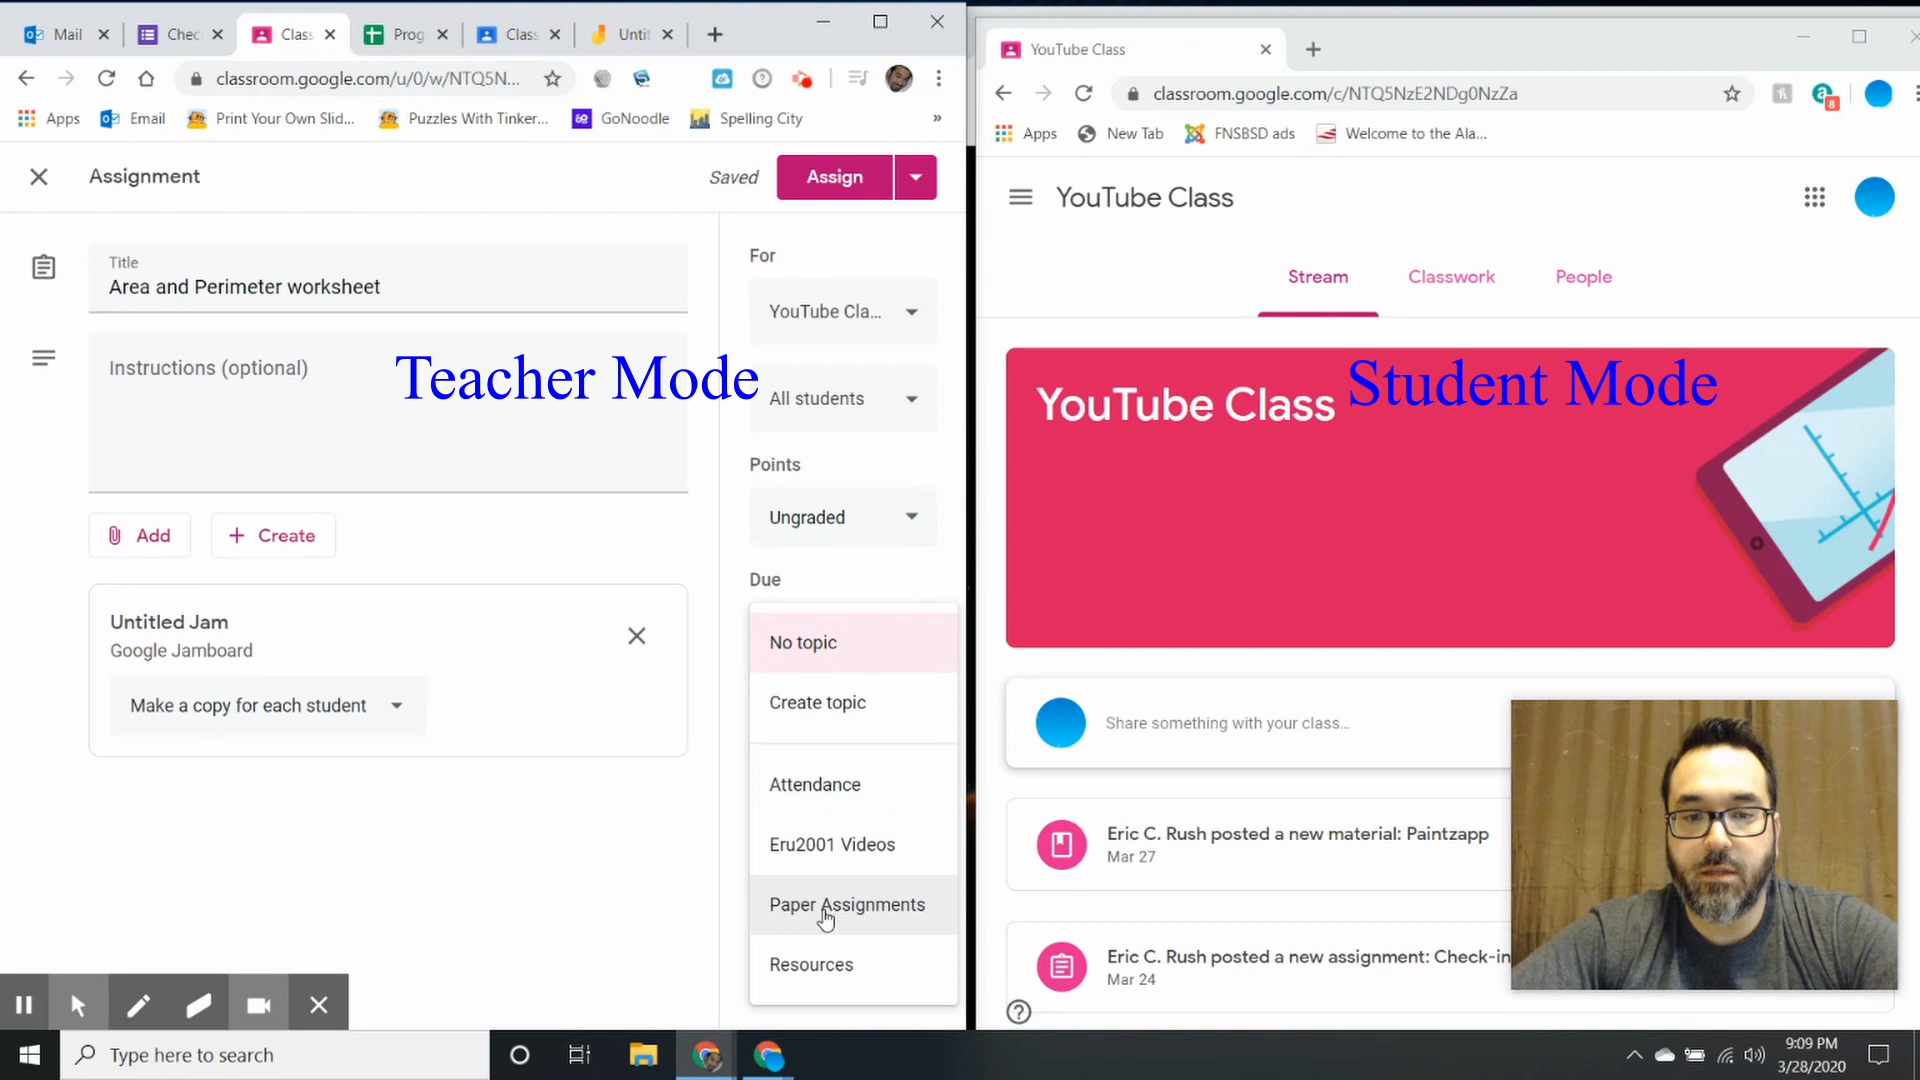 Mail
Chec
Class
Prog
Class
Untit
classroom.google.com/u/0/w/NTQ5N...
Apps
Email
Print Your Own Slid...
Puzzles With Tinker...
GoNoodle
Spelling City
»
Assignment
Saved
Assign
Title
Area and Perimeter worksheet
Instructions (optional)
Teacher Mode
Add
Create
Untitled Jam
Google Jamboard
Make a copy for each student
For
YouTube Cla...
All students
Points
Ungraded
Due
No topic
Create topic
Attendance
Eru2001 Videos
Paper Assignments
Resources
YouTube Class
classroom.google.com/c/NTQ5NzE2NDg0NzZa
8
Apps
New Tab
FNSBSD ads
Welcome to the Ala...
YouTube Class
Stream
Classwork
People
YouTube Class
Student Mode
Share something with your class...
Eric C. Rush posted a new material: Paintzapp
Mar 27
Eric C. Rush posted a new assignment: Check-in
Mar 24
Type here to search
9:09 PM
3/28/2020